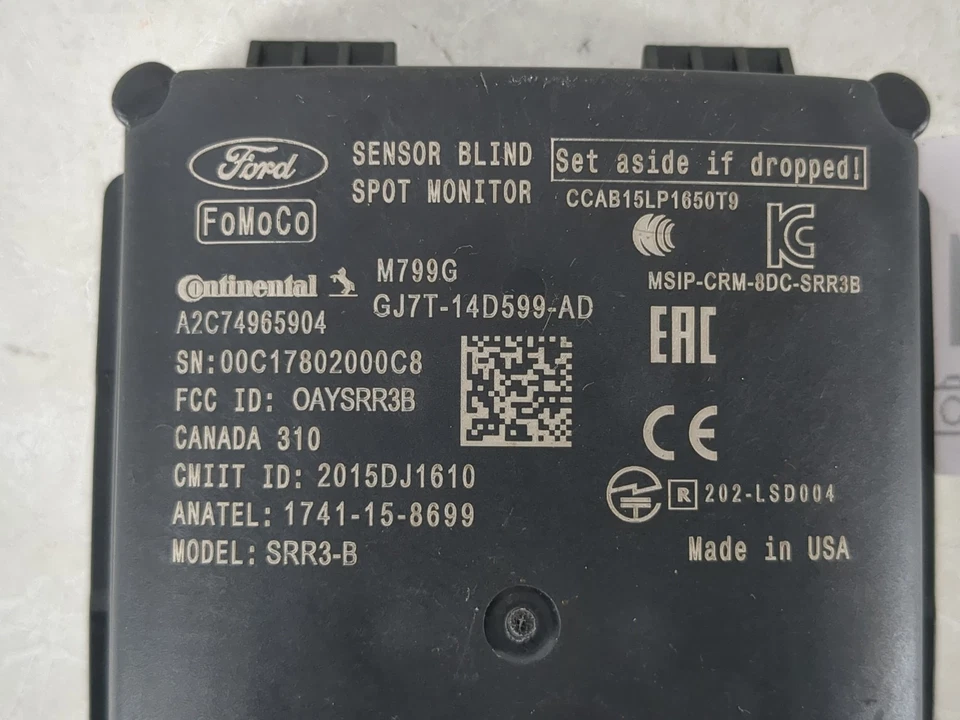 Ford
SENSOR BLIND
SPOT MONITOR
Set aside if dropped!
CCAB15LP1650T9
FoMoCo
Continental
M799G
GJ7T-14D599-AD
A2C74965904
MSIP-CRM-8DC-SRR3B
EAC
SN:00C17802000C8
FCC ID: OAYSRR3B
CANADA 310
CE
CMIIT ID: 2015DJ1610
R 202-LSD004
ANATEL: 1741-15-8699
MODEL: SRR3-B
Made in USA